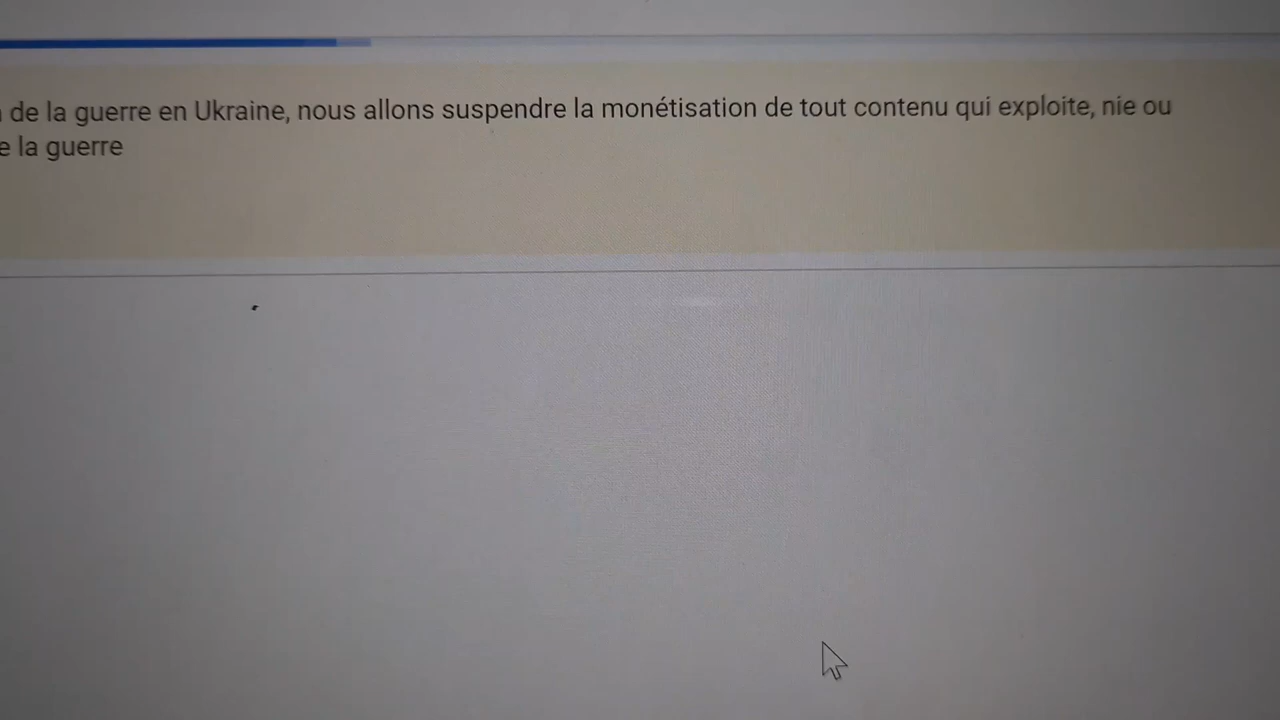 de la guerre en Ukraine, nous allons suspendre la monétisation de tout contenu qui exploite, nie ou
la guerre